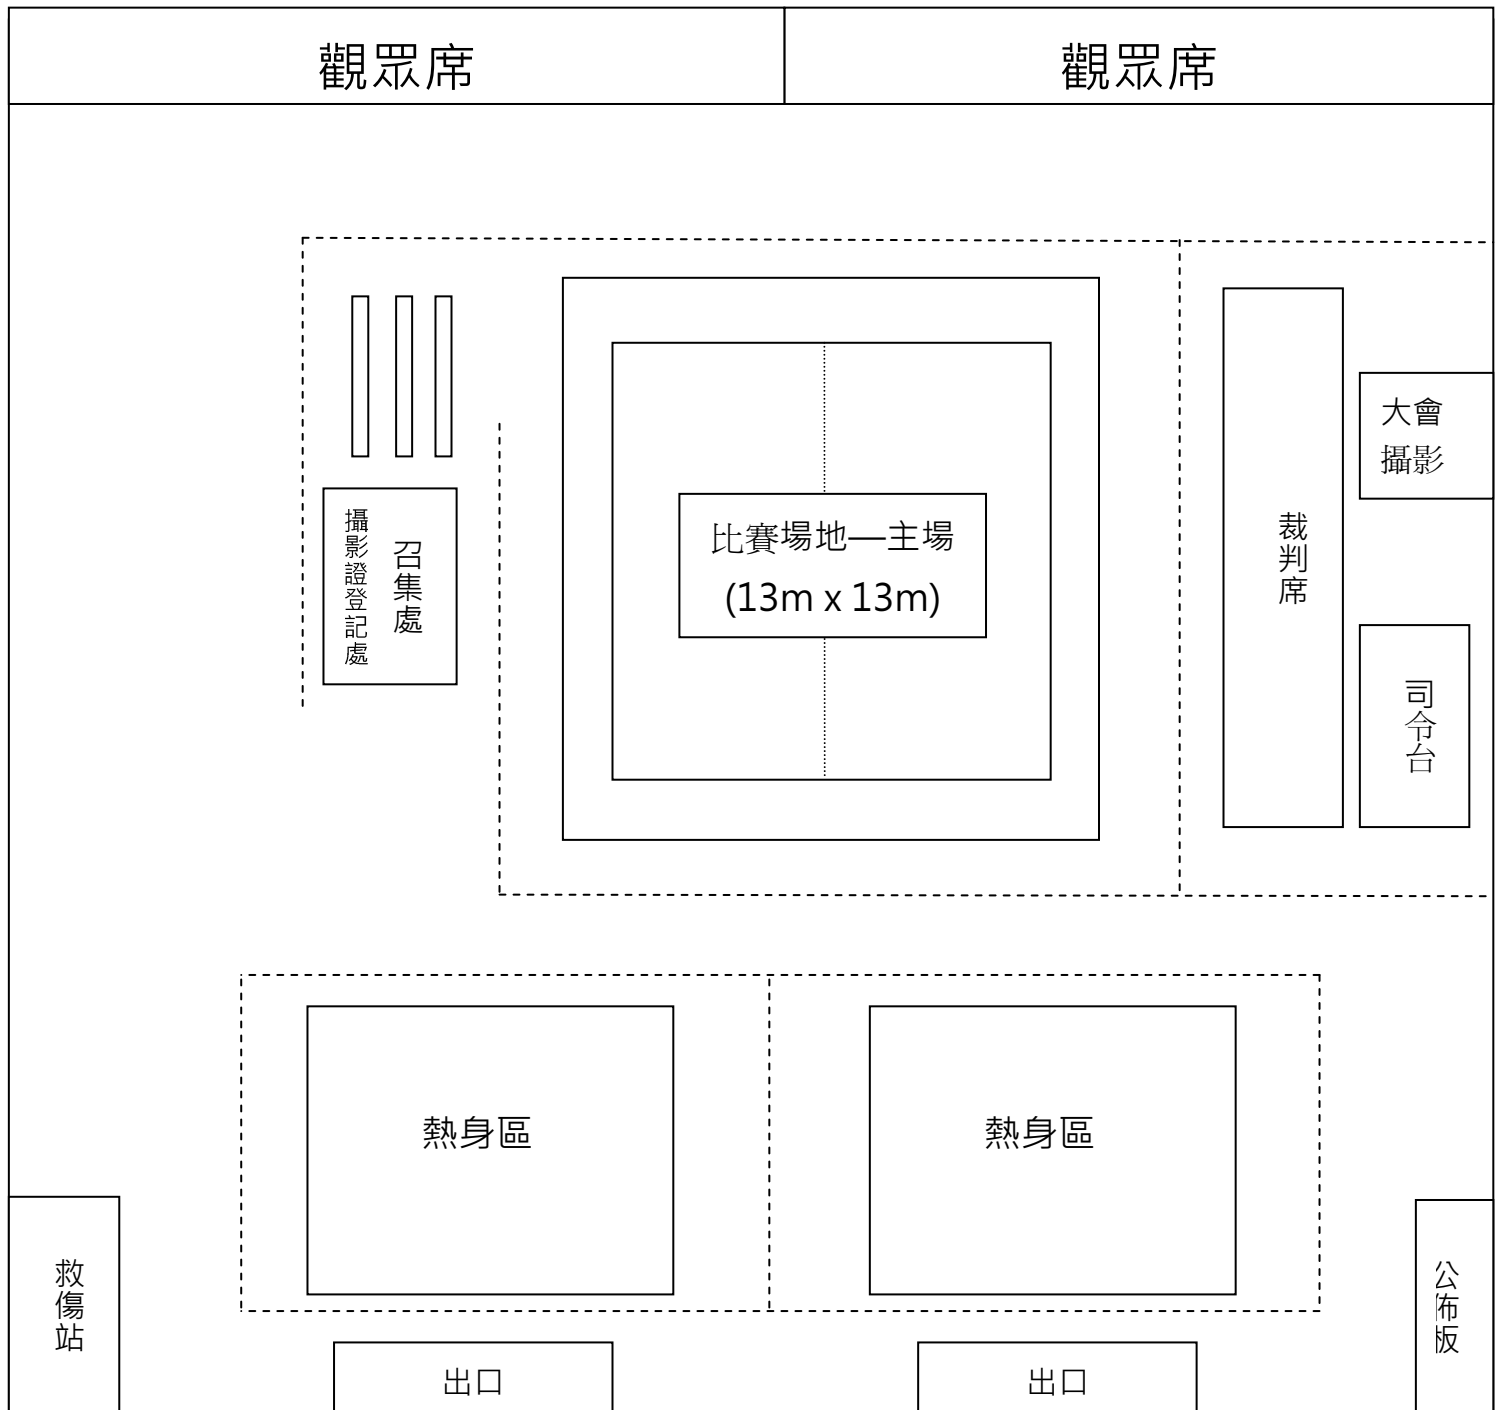 觀眾席
觀眾席
大會
攝影
比賽場地—主場
(13m x 13m)
召集處
攝影證登記處
裁判席
司令台
熱身區
熱身區
救傷站
公佈板
出口
出口